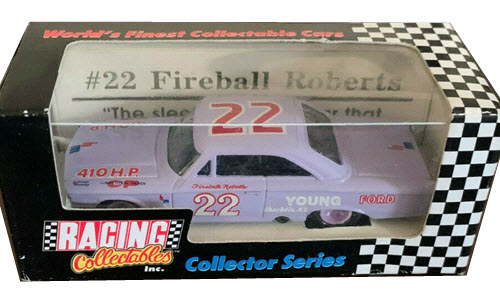 World's Finest Collectable Cars
#22 Fireball Roberts
"The slee
r that
22
410 H.P.
Fireball Roberts
22
YOUNG
FORD
Charlotte, N.C.
RACING
Collectables
Inc.
Collector Series